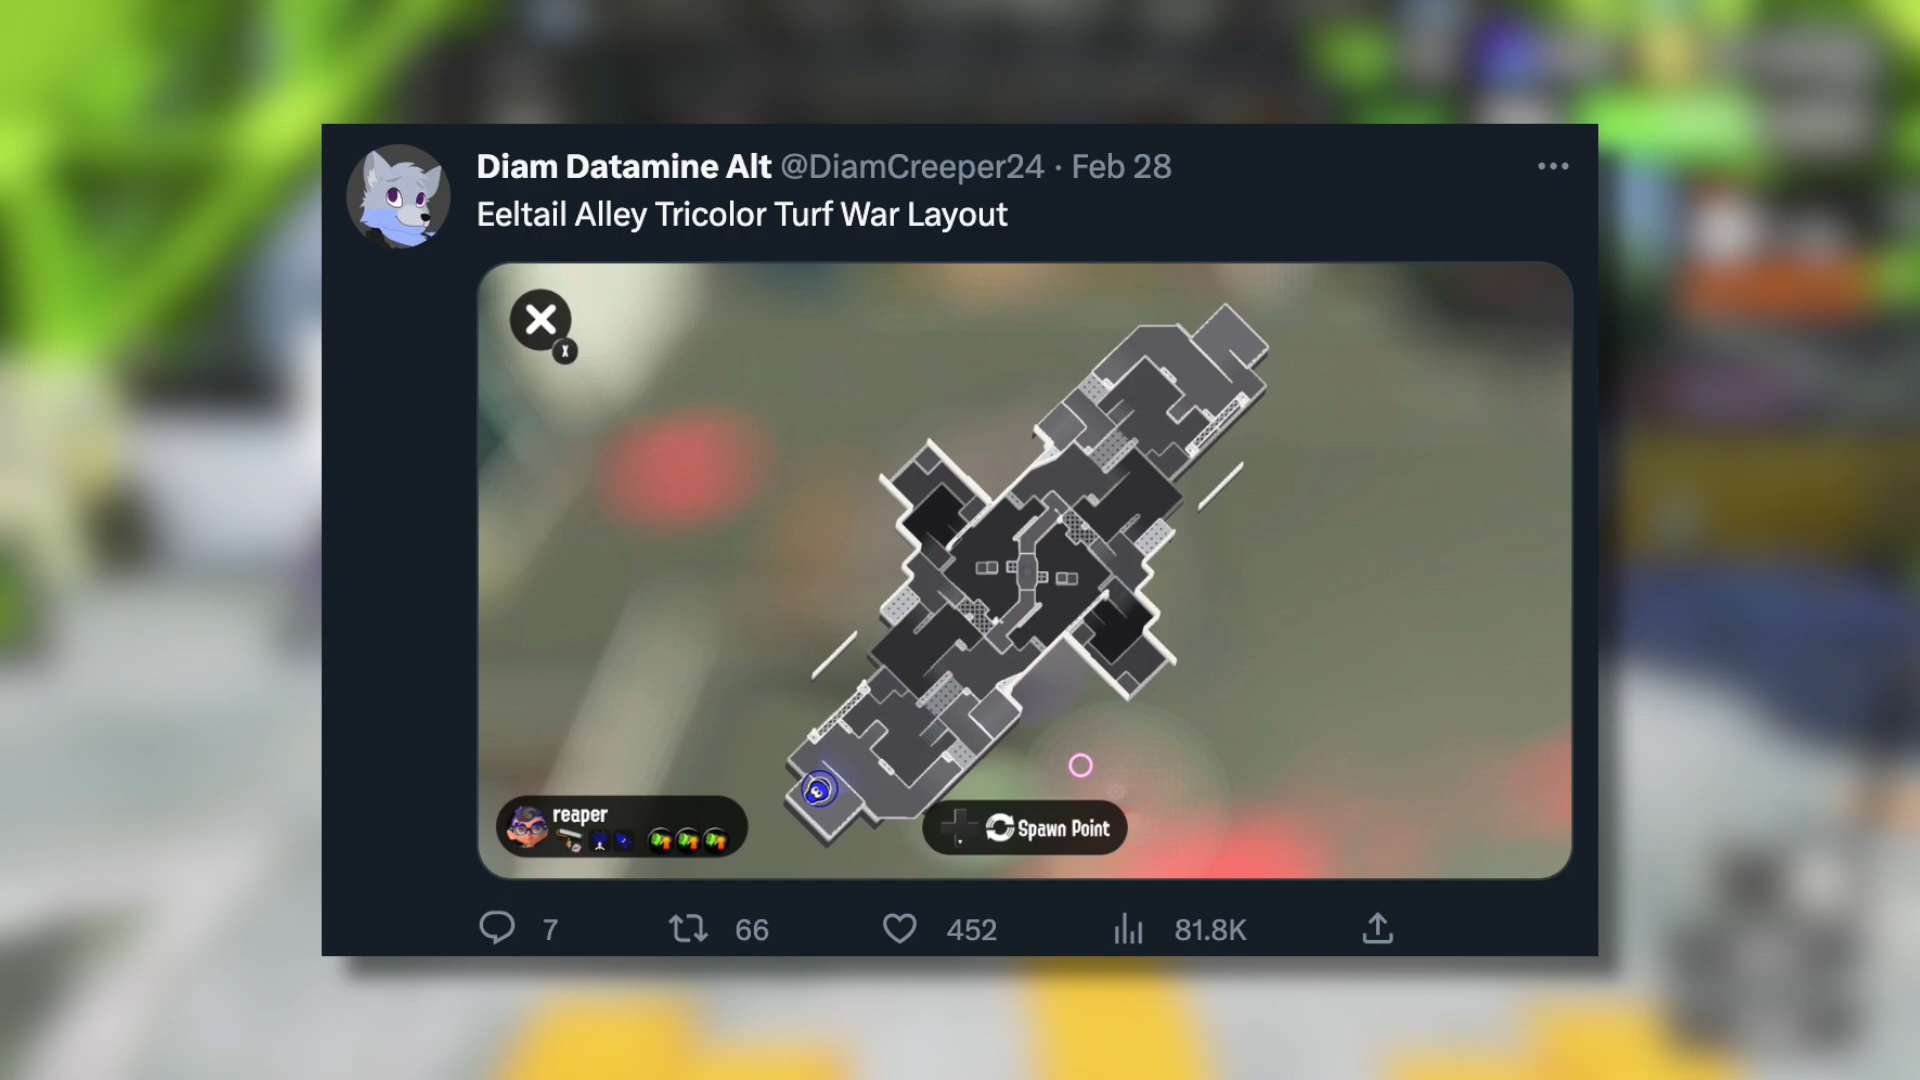 Diam Datamine Alt @DiamCreeper24 · Feb 28
Eeltail Alley Tricolor Turf War Layout
X
reaper
Spawn Point
7 66 452 81.8K